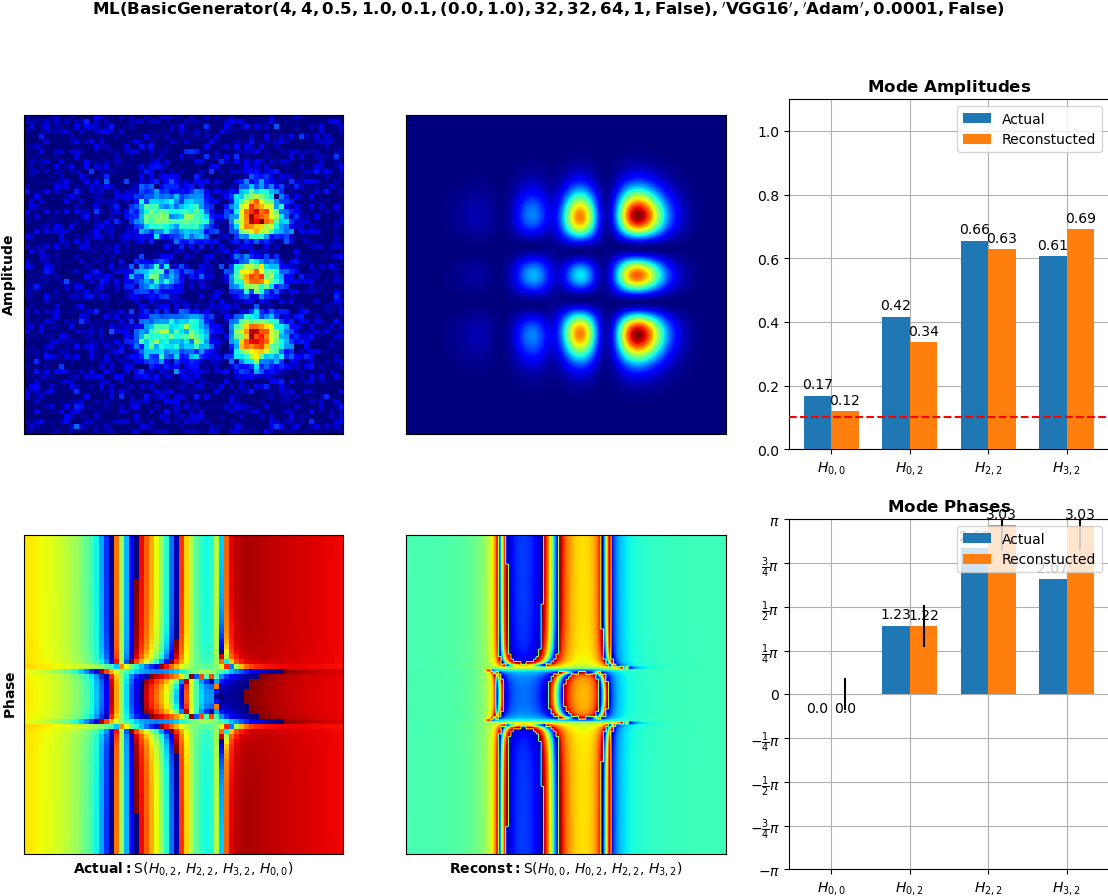 ML(BasicGenerator(4, 4, 0.5, 1.0, 0.1, (0.0, 1.0), 32, 32, 64, 1, False), ′VGG16′, ′Adam′, 0.0001, False)
Amplitude
Mode Amplitudes
Actual
Reconstucted
1.0
0.8
0.6
0.4
0.2
0.0
0.17
0.12
0.42
0.34
0.66
0.63
0.61
0.69
H0,0
H0,2
H2,2
H3,2
Phase
Actual: S(H0,2, H2,2, H3,2, H0,0)
Reconst: S(H0,0, H0,2, H2,2, H3,2)
Mode Phases
Actual
Reconstucted
π
3/4π
1/2π
1/4π
0
−1/4π
−1/2π
−3/4π
−π
0.0
0.0
1.23
1.22
3.03
3.03
H0,0
H0,2
H2,2
H3,2